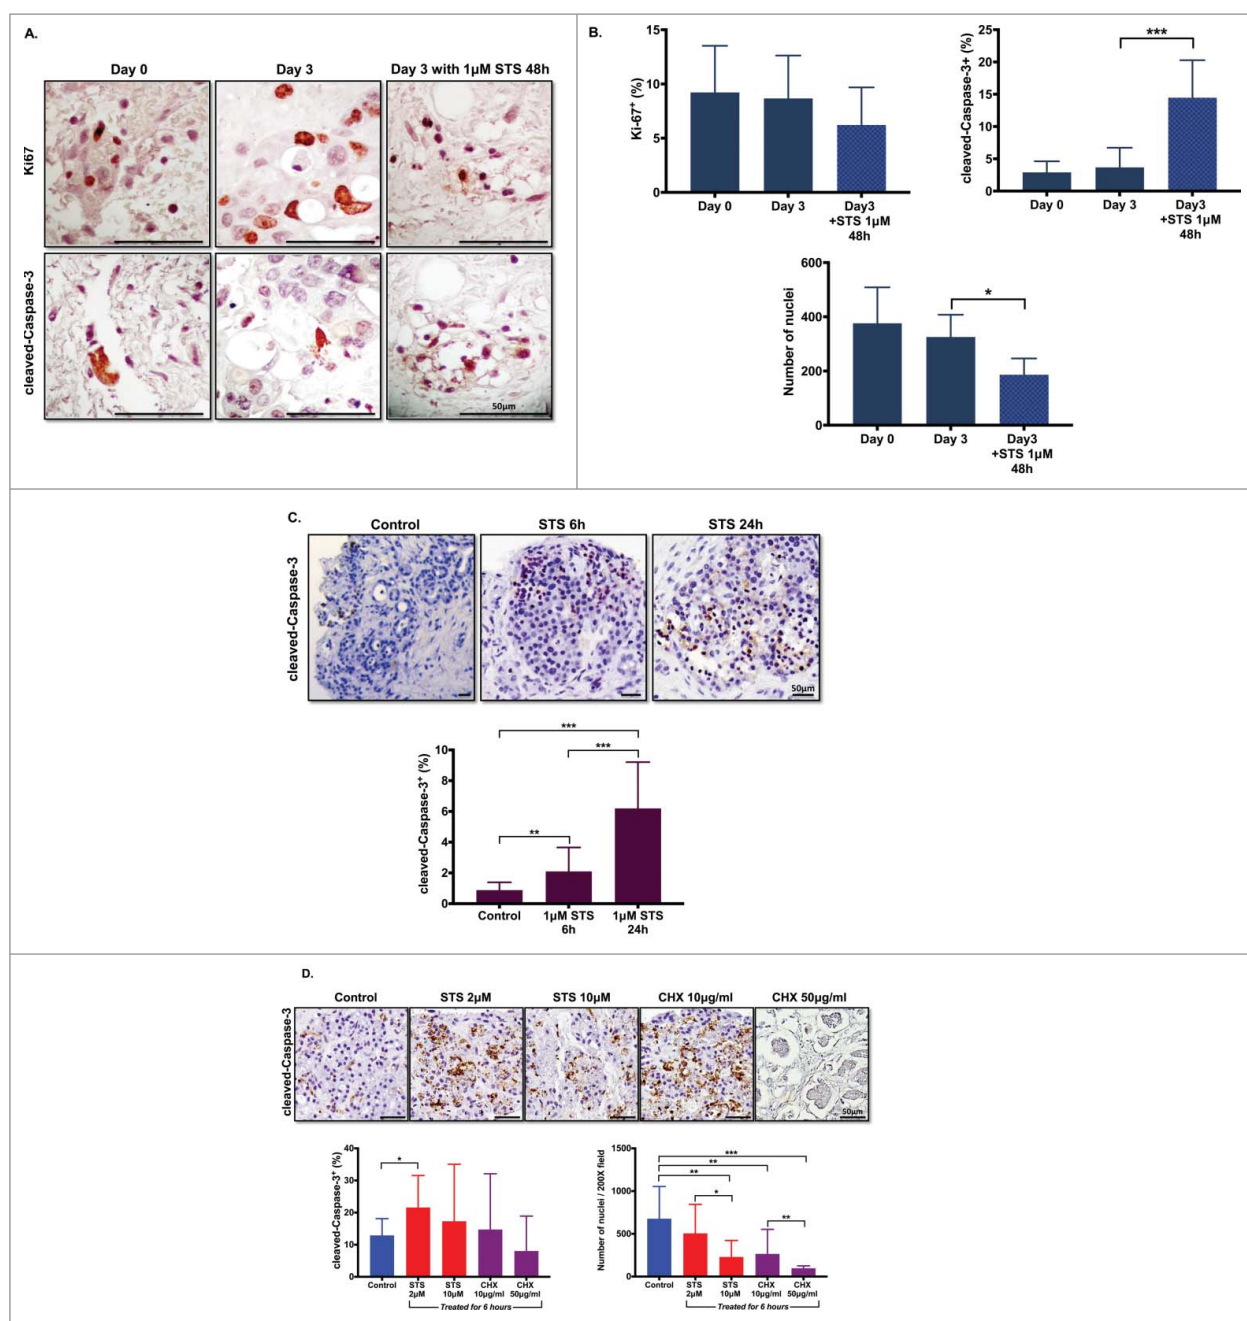 A.
Day 0
Day 3
Day 3 with 1µM STS 48h
Ki67
cleaved-Caspase-3
50µm
B.
Ki-67+ (%)
15
10
5
0
Day 0
Day 3
Day3
+STS 1µM
48h
cleaved-Caspase-3+ (%)
25
20
15
10
5
0
***
Day 0
Day 3
Day3
+STS 1µM
48h
Number of nuclei
600
400
200
0
*
Day 0
Day 3
Day3
+STS 1µM
48h
C.
Control
STS 6h
STS 24h
cleaved-Caspase-3
50µm
cleaved-Caspase-3+ (%)
10
8
6
4
2
0
***
***
**
Control
1µM STS
6h
1µM STS
24h
D.
Control
STS 2µM
STS 10µM
CHX 10µg/ml
CHX 50µg/ml
cleaved-Caspase-3
50µm
cleaved-Caspase-3+ (%)
40
30
20
10
0
*
Control
STS
2µM
STS
10µM
CHX
10µg/ml
CHX
50µg/ml
Treated for 6 hours
Number of nuclei / 200X field
1500
1000
500
0
***
**
**
*
**
Control
STS
2µM
STS
10µM
CHX
10µg/ml
CHX
50µg/ml
Treated for 6 hours